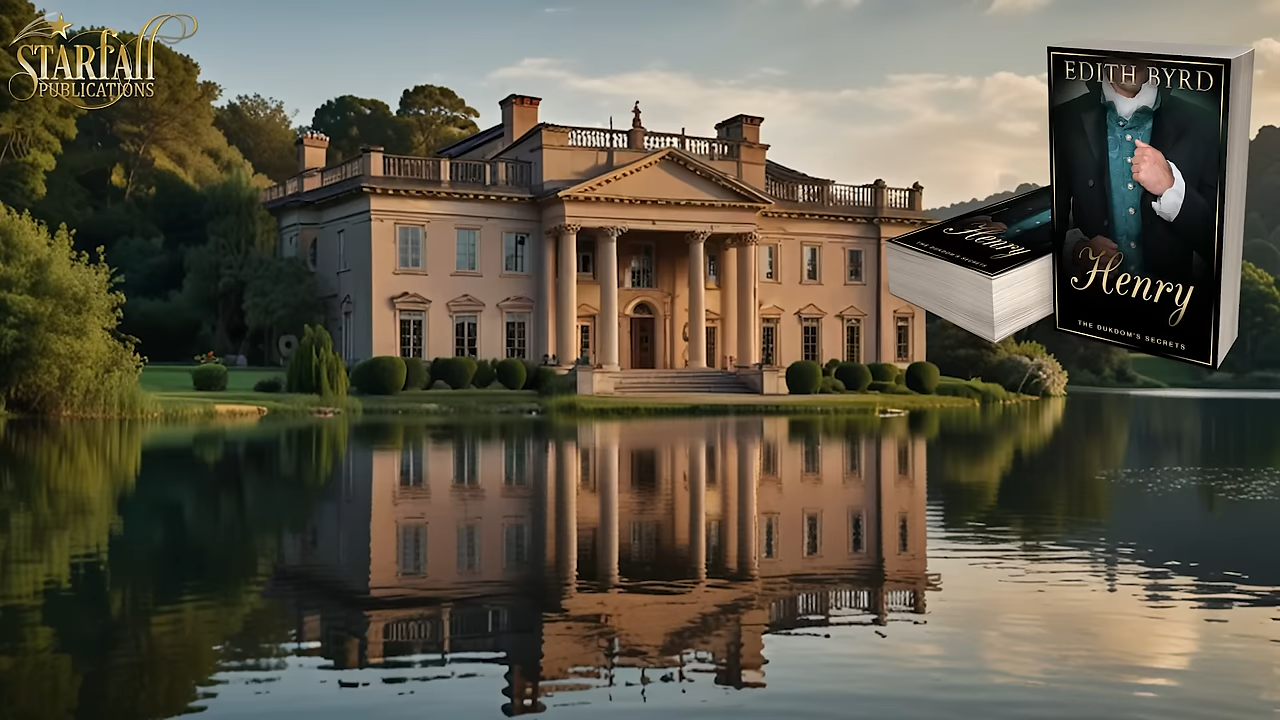 STARfAll
PUBLICATIONS
EDITH BYRD
Henry
THE DUKDOM'S SECRETS
Henry
THE DUKDOM'S SECRETS